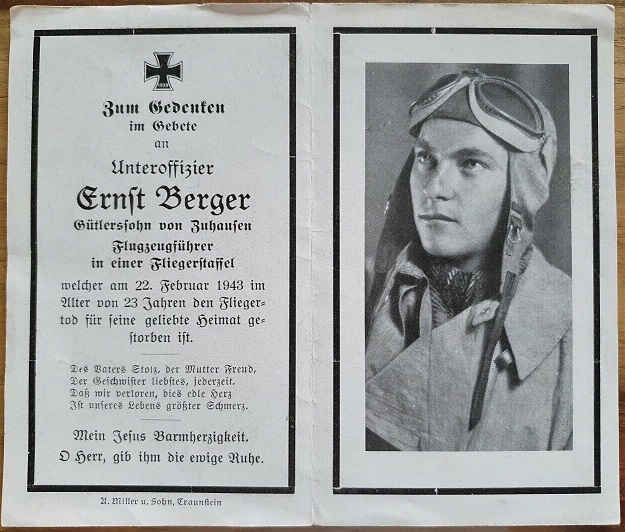 1939
Zum Gedenken
im Gebete
an
Unteroffizier
Ernst Berger
Gütlerssohn von Zuhausen
Flugzeugführer
in einer Fliegerstaffel
welcher am 22. Februar 1943 im
Alter von 23 Jahren den Flieger-
tod für seine geliebte Heimat ge-
storben ist.
Des Vaters Stolz, der Mutter Freud,
Der Geschwister liebstes, jederzeit.
Daß wir verloren, dies edle Herz
Ist unseres Lebens größter Schmerz.
Mein Jesus Barmherzigkeit.
O Herr, gib ihm die ewige Ruhe.
A. Miller u. Sohn, Traunstein